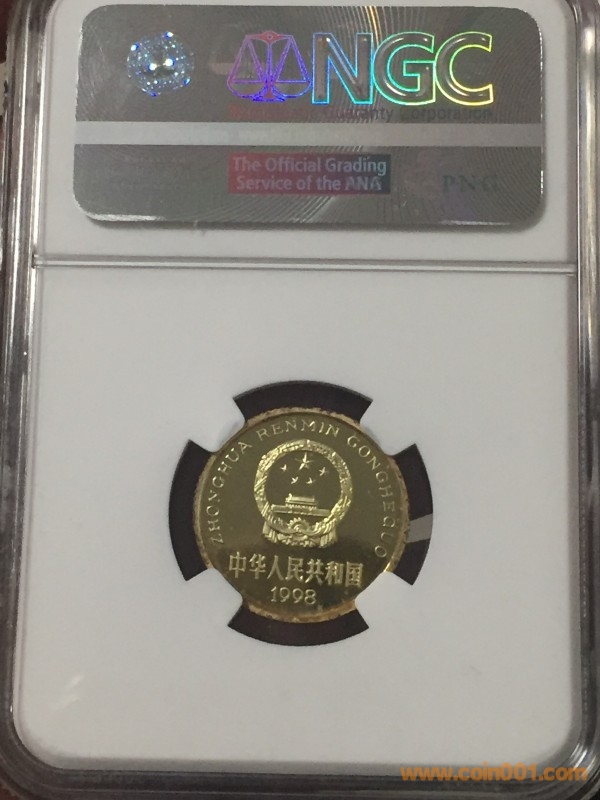 NGC
Guaranty Corporation
The Official Grading
Service of the ANA
PNG
ZHONGHUA RENMIN GONGHEGUO
中华人民共和国
1998
www.coin001.com